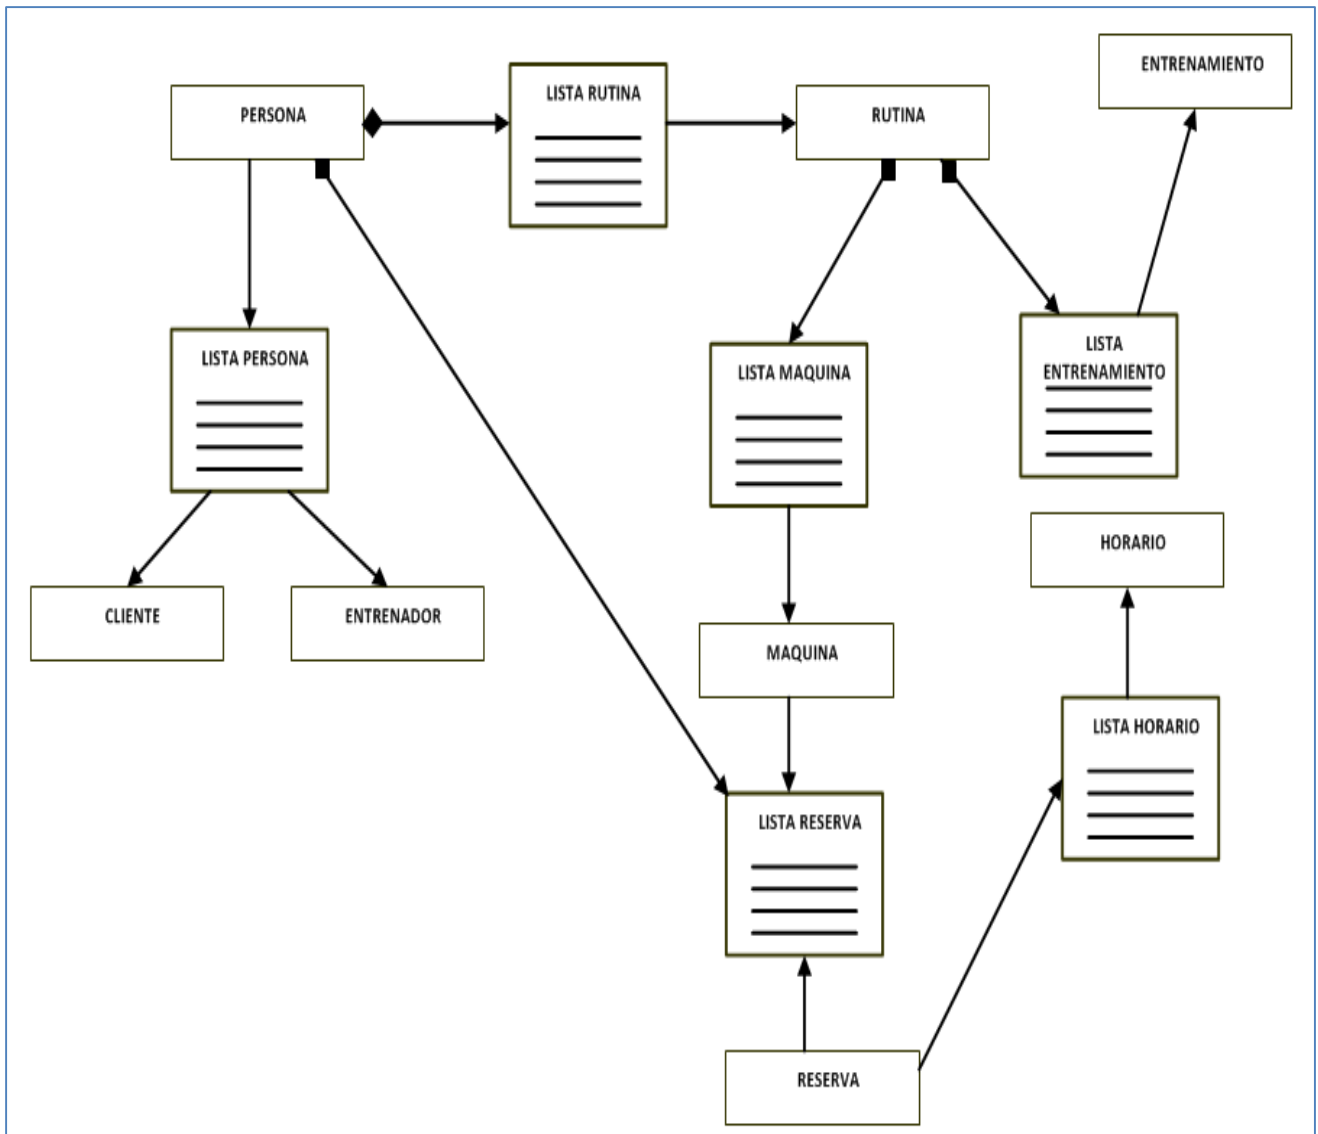 ENTRENAMIENTO
LISTA RUTINA
PERSONA
RUTINA
LISTA PERSONA
LISTA MAQUINA
LISTA
ENTRENAMIENTO
HORARIO
CLIENTE
ENTRENADOR
MAQUINA
LISTA HORARIO
LISTA RESERVA
RESERVA